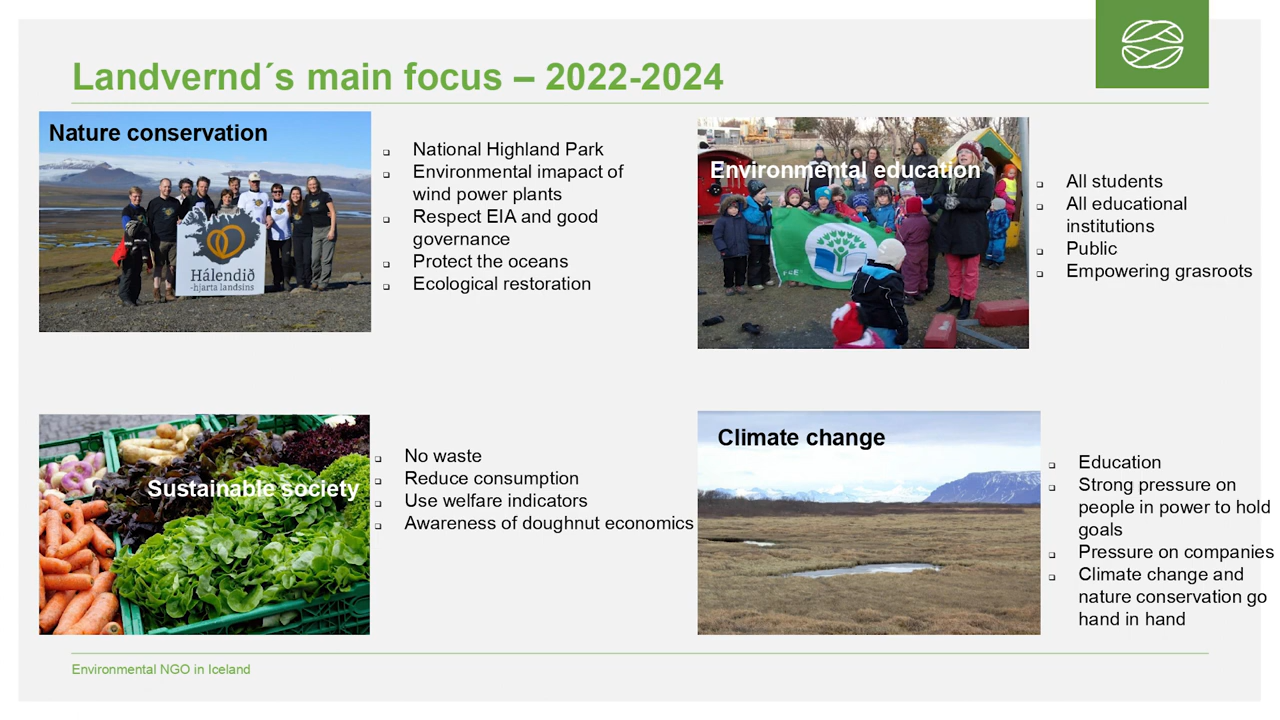 Landvernd´s main focus – 2022-2024
Nature conservation
Hálendið
-hjarta landsins
National Highland Park
Environmental imapact of
wind power plants
Respect EIA and good
governance
Protect the oceans
Ecological restoration
Environmental education
All students
All educational
institutions
Public
Empowering grasroots
Sustainable society
No waste
Reduce consumption
Use welfare indicators
Awareness of doughnut economics
Climate change
Education
Strong pressure on
people in power to hold
goals
Pressure on companies
Climate change and
nature conservation go
hand in hand
Environmental NGO in Iceland